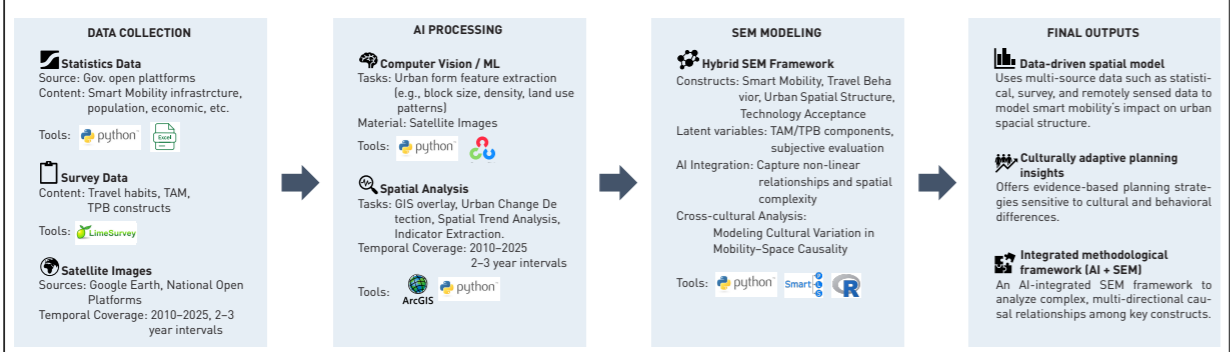 DATA COLLECTION
Statistics Data
Source: Gov. open plattforms
Content: Smart Mobility infrastrcture,
population, economic, etc.
Tools: python Excel
Survey Data
Content: Travel habits, TAM,
TPB constructs
Tools: LimeSurvey
Satellite Images
Sources: Google Earth, National Open
Platforms
Temporal Coverage: 2010–2025, 2–3
year intervals
AI PROCESSING
Computer Vision / ML
Tasks: Urban form feature extraction
(e.g., block size, density, land use
patterns)
Material: Satellite Images
Tools: python
Spatial Analysis
Tasks: GIS overlay, Urban Change De
tection, Spatial Trend Analysis,
Indicator Extraction.
Temporal Coverage: 2010–2025
2–3 year intervals
Tools: ArcGIS python
SEM MODELING
Hybrid SEM Framework
Constructs: Smart Mobility, Travel Beha
vior, Urban Spatial Structure,
Technology Acceptance
Latent variables: TAM/TPB components,
subjective evaluation
AI Integration: Capture non-linear
relationships and spatial
complexity
Cross-cultural Analysis:
Modeling Cultural Variation in
Mobility–Space Causality
Tools: python Smart P L S R
FINAL OUTPUTS
Data-driven spatial model
Uses multi-source data such as statisti-
cal, survey, and remotely sensed data to
model smart mobility's impact on urban
spacial structure.
Culturally adaptive planning
insights
Offers evidence-based planning strate-
gies sensitive to cultural and behavioral
differences.
Integrated methodological
framework (AI + SEM)
An AI-integrated SEM framework to
analyze complex, multi-directional cau-
sal relationships among key constructs.